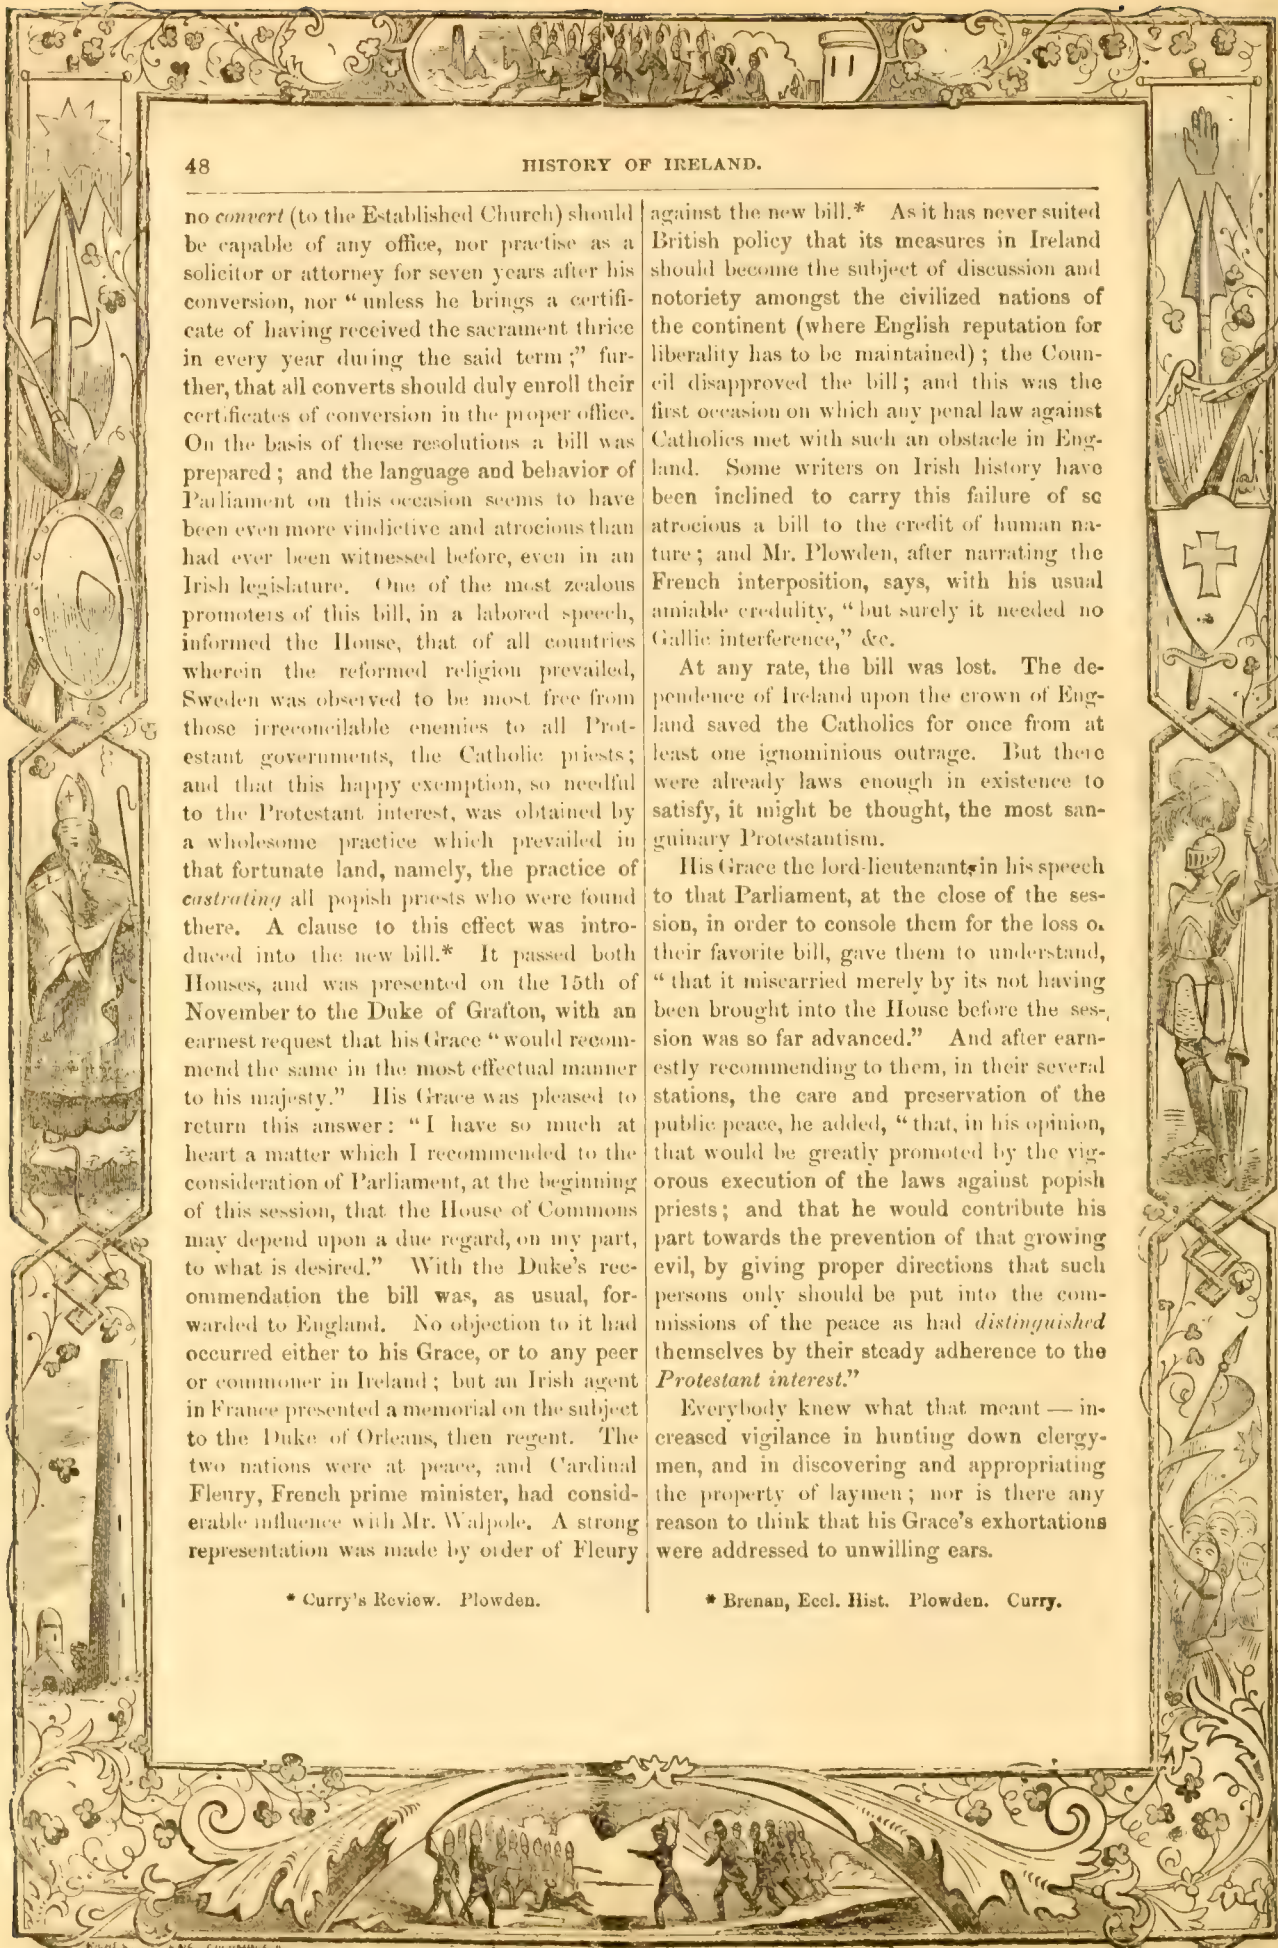 48
HISTORY OF IRELAND.
no convert (to the Established Church) should
be capable of any office, nor practise as a
solicitor or attorney for seven years after his
conversion, nor “ unless he brings a certifi-
cate of having received the sacrament thrice
in every year during the said term ;” fur-
ther, that all converts should duly enroll their
certificates of conversion in the proper office.
On the basis of these resolutions a bill was
prepared ; and the language and behavior of
Parliament on this occasion seems to have
been even more vindictive and atrocious than
had ever been witnessed before, even in an
Irish legislature. One of the most zealous
promoters of this bill, in a labored speech,
informed the House, that of all countries
wherein the reformed religion prevailed,
Sweden was observed to be most free from
those irreconcilable enemies to all Prot-
estant governments, the Catholic priests ;
and that this happy exemption, so needful
to the Protestant interest, was obtained by
a wholesome practice which prevailed in
that fortunate land, namely, the practice of
castrating all popish priests who were found
there. A clause to this effect was intro-
duced into the new bill.* It passed both
Houses, and was presented on the 15th of
November to the Duke of Grafton, with an
earnest request that his Grace “ would recom-
mend the same in the most effectual manner
to his majesty.” His Grace was pleased to
return this answer : “ I have so much at
heart a matter which I recommended to the
consideration of Parliament, at the beginning
of this session, that the House of Commons
may depend upon a due regard, on my part,
to what is desired.” With the Duke's rec-
ommendation the bill was, as usual, for-
warded to England. No objection to it had
occurred either to his Grace, or to any peer
or commoner in Ireland ; but an Irish agent
in France presented a memorial on the subject
to the Duke of Orleans, then regent. The
two nations were at peace, and Cardinal
Fleury, French prime minister, had consid-
erable influence with Mr. Walpole. A strong
representation was made by order of Fleury
* Curry's Review. Plowden.
against the new bill.* As it has never suited
British policy that its measures in Ireland
should become the subject of discussion and
notoriety amongst the civilized nations of
the continent (where English reputation for
liberality has to be maintained) ; the Coun-
cil disapproved the bill ; and this was the
first occasion on which any penal law against
Catholics met with such an obstacle in Eng-
land. Some writers on Irish history have
been inclined to carry this failure of so
atrocious a bill to the credit of human na-
ture ; and Mr. Plowden, after narrating the
French interposition, says, with his usual
amiable credulity, “ but surely it needed no
Gallic interference,” &c.
At any rate, the bill was lost. The de-
pendence of Ireland upon the crown of Eng-
land saved the Catholics for once from at
least one ignominious outrage. But there
were already laws enough in existence to
satisfy, it might be thought, the most san-
guinary Protestantism.
His Grace the lord-lieutenant, in his speech
to that Parliament, at the close of the ses-
sion, in order to console them for the loss of
their favorite bill, gave them to understand,
“ that it miscarried merely by its not having
been brought into the House before the ses-
sion was so far advanced.” And after earn-
estly recommending to them, in their several
stations, the care and preservation of the
public peace, he added, “ that, in his opinion,
that would be greatly promoted by the vig-
orous execution of the laws against popish
priests ; and that he would contribute his
part towards the prevention of that growing
evil, by giving proper directions that such
persons only should be put into the com-
missions of the peace as had distinguished
themselves by their steady adherence to the
Protestant interest.”
Everybody knew what that meant — in-
creased vigilance in hunting down clergy-
men, and in discovering and appropriating
the property of laymen ; nor is there any
reason to think that his Grace's exhortations
were addressed to unwilling ears.
* Brenan, Eccl. Hist. Plowden. Curry.